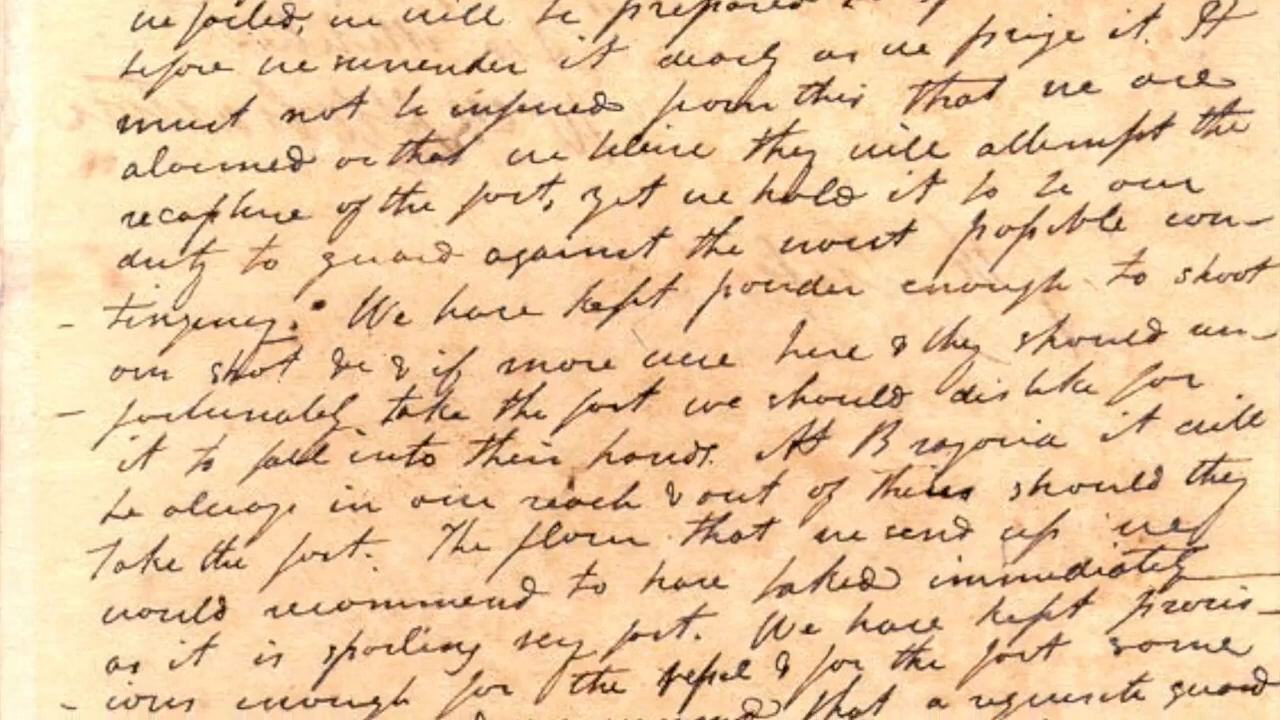 we failed, we will be prepared
before we surrender it dearly as we prize it. It
must not be infered from this that we are
alarmed or that we believe they will attempt the
recapture of the fort, yet we hold it to be our
duty to guard against the most possible con-
tingency. We have kept powder enough to shoot
our shot &c & if more were here & they should un-
fortunately take the fort we should dislike for
it to fall into their hands. At Brazoria it will
be always in our reach & out of theirs should they
take the fort. The flour that we send up we
would recommend to have baked immediately
as it is spoiling very fast. We have kept provis-
ions enough for the vessel & for the fort some
that a requisite guard